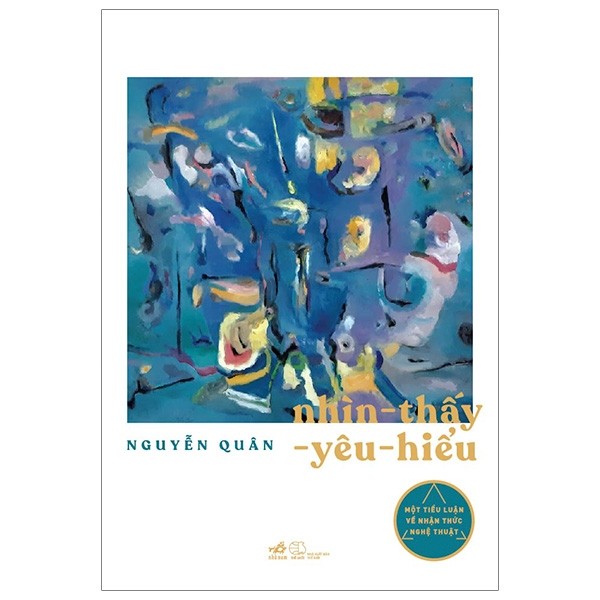 nhìn-thấy
-yêu-hiểu
NGUYỄN QUÂN
MỘT TIỂU LUẬN
VỀ NHẬN THỨC
NGHỆ THUẬT